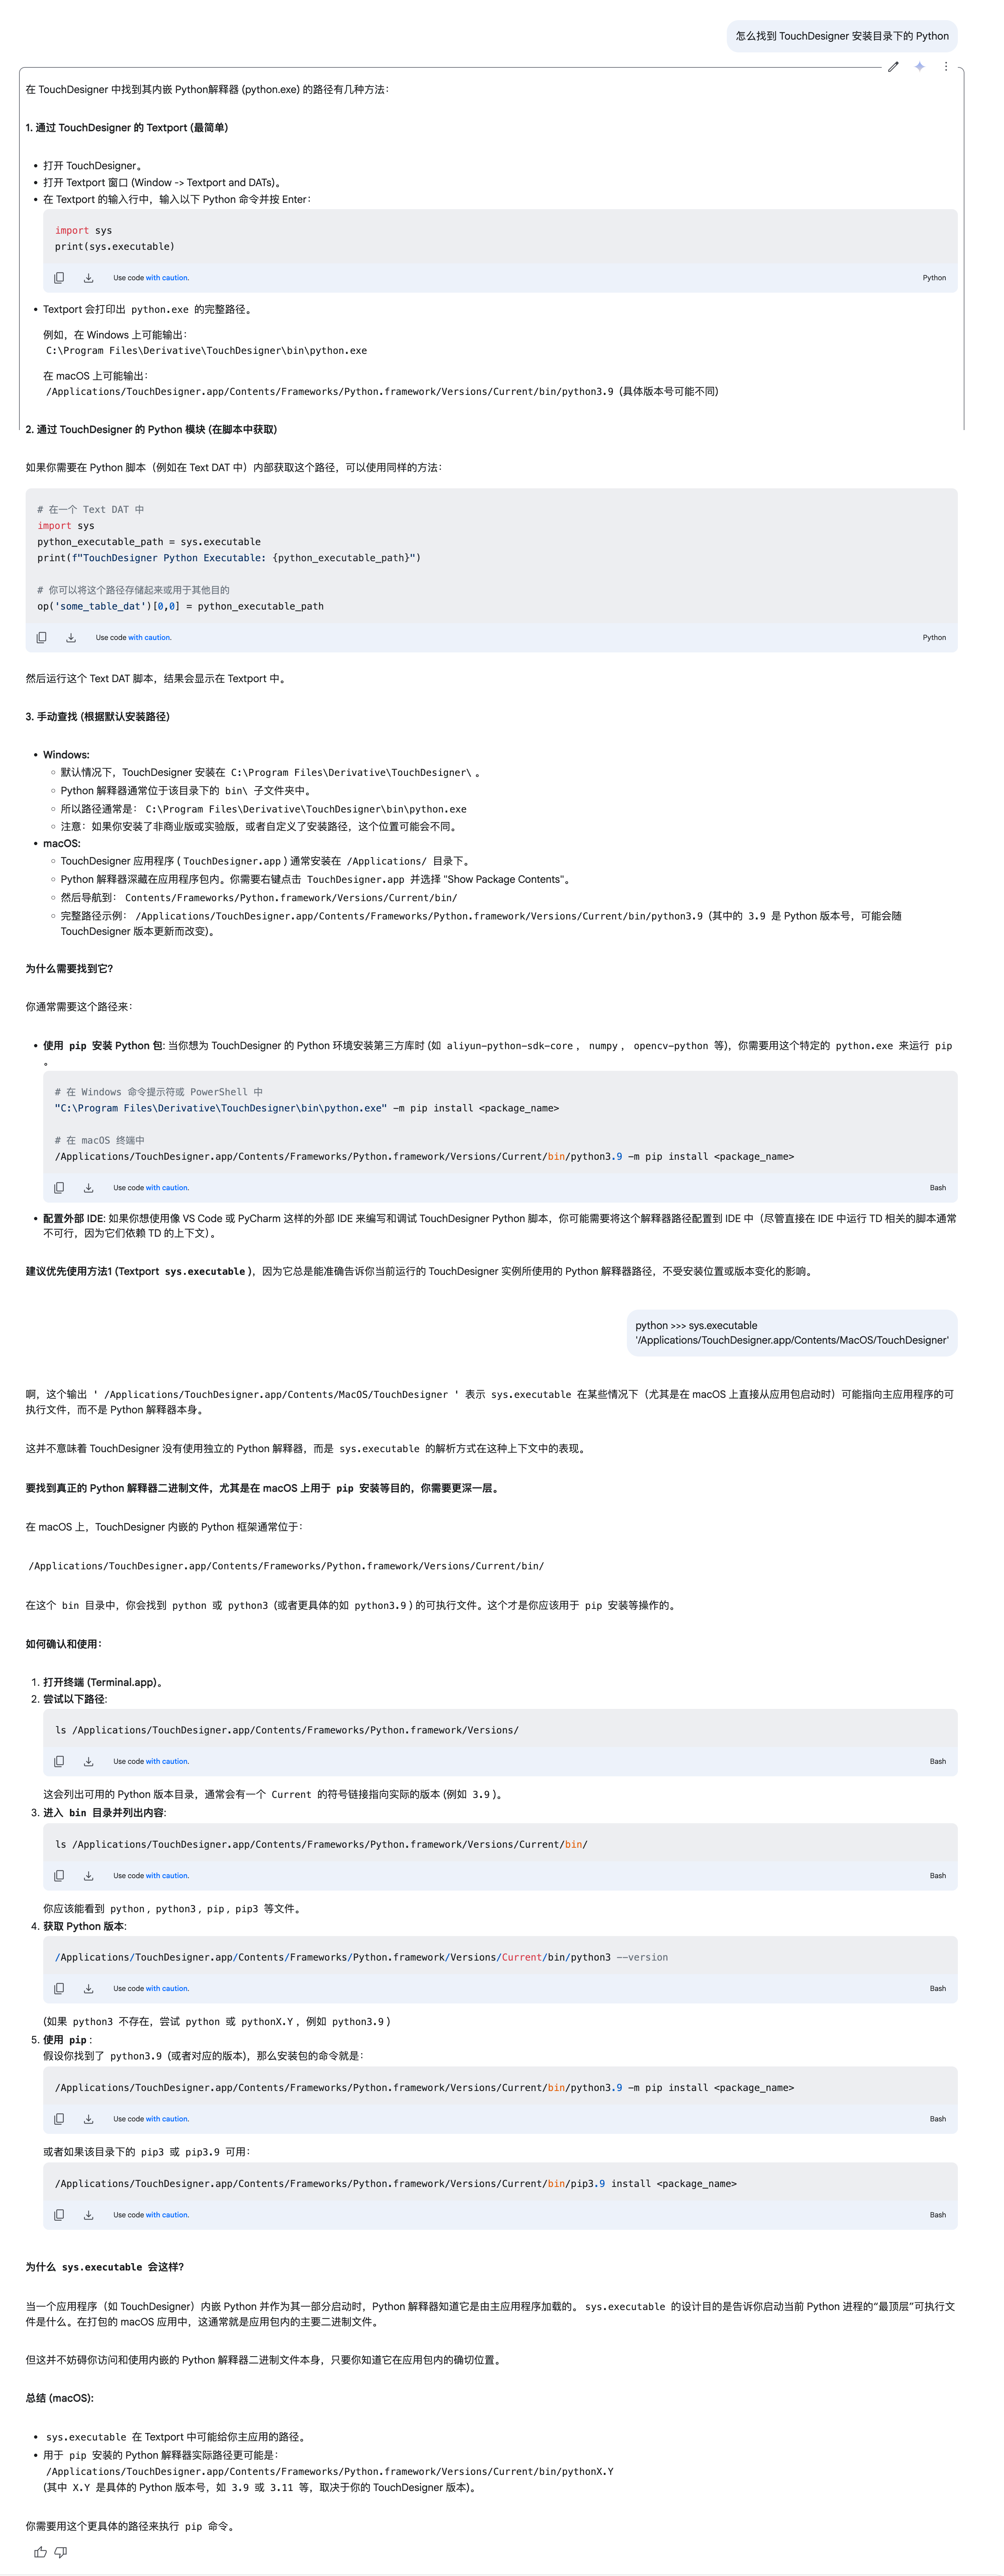 怎么找到 TouchDesigner 安装目录下的 Python
在 TouchDesigner 中找到其内嵌 Python解释器 (python.exe) 的路径有几种方法：
1. 通过 TouchDesigner 的 Textport (最简单)
打开 TouchDesigner。
打开 Textport 窗口 (Window -> Textport and DATs)。
在 Textport 的输入行中，输入以下 Python 命令并按 Enter：
import sys
print(sys.executable)
Use code with caution.
Python
Textport 会打印出 python.exe 的完整路径。
例如，在 Windows 上可能输出：
C:\Program Files\Derivative\TouchDesigner\bin\python.exe
在 macOS 上可能输出：
/Applications/TouchDesigner.app/Contents/Frameworks/Python.framework/Versions/Current/bin/python3.9 (具体版本号可能不同)
2. 通过 TouchDesigner 的 Python 模块 (在脚本中获取)
如果你需要在 Python 脚本（例如在 Text DAT 中）内部获取这个路径，可以使用同样的方法：
# 在一个 Text DAT 中
import sys
python_executable_path = sys.executable
print(f"TouchDesigner Python Executable: {python_executable_path}")
# 你可以将这个路径存储起来或用于其他目的
op('some_table_dat')[0,0] = python_executable_path
Use code with caution.
Python
然后运行这个 Text DAT 脚本，结果会显示在 Textport 中。
3. 手动查找 (根据默认安装路径)
Windows:
默认情况下，TouchDesigner 安装在 C:\Program Files\Derivative\TouchDesigner\ 。
Python 解释器通常位于该目录下的 bin\ 子文件夹中。
所以路径通常是： C:\Program Files\Derivative\TouchDesigner\bin\python.exe
注意：如果你安装了非商业版或实验版，或者自定义了安装路径，这个位置可能会不同。
macOS:
TouchDesigner 应用程序 ( TouchDesigner.app ) 通常安装在 /Applications/ 目录下。
Python 解释器深藏在应用程序包内。你需要右键点击 TouchDesigner.app 并选择 "Show Package Contents"。
然后导航到： Contents/Frameworks/Python.framework/Versions/Current/bin/
完整路径示例： /Applications/TouchDesigner.app/Contents/Frameworks/Python.framework/Versions/Current/bin/python3.9 (其中的 3.9 是 Python 版本号，可能会随
TouchDesigner 版本更新而改变)。
为什么需要找到它?
你通常需要这个路径来：
使用 pip 安装 Python 包: 当你想为 TouchDesigner 的 Python 环境安装第三方库时 (如 aliyun-python-sdk-core , numpy , opencv-python 等)，你需要用这个特定的 python.exe 来运行 pip
。
# 在 Windows 命令提示符或 PowerShell 中
"C:\Program Files\Derivative\TouchDesigner\bin\python.exe" -m pip install <package_name>
# 在 macOS 终端中
/Applications/TouchDesigner.app/Contents/Frameworks/Python.framework/Versions/Current/bin/python3.9 -m pip install <package_name>
Use code with caution.
Bash
配置外部 IDE: 如果你想使用像 VS Code 或 PyCharm 这样的外部 IDE 来编写和调试 TouchDesigner Python 脚本，你可能需要将这个解释器路径配置到 IDE 中（尽管直接在 IDE 中运行 TD 相关的脚本通常
不可行，因为它们依赖 TD 的上下文）。
建议优先使用方法1 (Textport sys.executable )，因为它总是能准确告诉你当前运行的 TouchDesigner 实例所使用的 Python 解释器路径，不受安装位置或版本变化的影响。
python >>> sys.executable
'/Applications/TouchDesigner.app/Contents/MacOS/TouchDesigner'
啊，这个输出 ' /Applications/TouchDesigner.app/Contents/MacOS/TouchDesigner ' 表示 sys.executable 在某些情况下（尤其是在 macOS 上直接从应用包启动时）可能指向主应用程序的可
执行文件，而不是 Python 解释器本身。
这并不意味着 TouchDesigner 没有使用独立的 Python 解释器，而是 sys.executable 的解析方式在这种上下文中的表现。
要找到真正的 Python 解释器二进制文件，尤其是在 macOS 上用于 pip 安装等目的，你需要更深一层。
在 macOS 上，TouchDesigner 内嵌的 Python 框架通常位于：
/Applications/TouchDesigner.app/Contents/Frameworks/Python.framework/Versions/Current/bin/
在这个 bin 目录中，你会找到 python 或 python3 (或者更具体的如 python3.9 ) 的可执行文件。这个才是你应该用于 pip 安装等操作的。
如何确认和使用：
1. 打开终端 (Terminal.app)。
2. 尝试以下路径:
ls /Applications/TouchDesigner.app/Contents/Frameworks/Python.framework/Versions/
Use code with caution.
Bash
这会列出可用的 Python 版本目录，通常会有一个 Current 的符号链接指向实际的版本 (例如 3.9 )。
3. 进入 bin 目录并列出内容:
ls /Applications/TouchDesigner.app/Contents/Frameworks/Python.framework/Versions/Current/bin/
Use code with caution.
Bash
你应该能看到 python , python3 , pip , pip3 等文件。
4. 获取 Python 版本:
/Applications/TouchDesigner.app/Contents/Frameworks/Python.framework/Versions/Current/bin/python3 --version
Use code with caution.
Bash
(如果 python3 不存在，尝试 python 或 pythonX.Y , 例如 python3.9 )
5. 使用 pip :
假设你找到了 python3.9 (或者对应的版本)，那么安装包的命令就是：
/Applications/TouchDesigner.app/Contents/Frameworks/Python.framework/Versions/Current/bin/python3.9 -m pip install <package_name>
Use code with caution.
Bash
或者如果该目录下的 pip3 或 pip3.9 可用：
/Applications/TouchDesigner.app/Contents/Frameworks/Python.framework/Versions/Current/bin/pip3.9 install <package_name>
Use code with caution.
Bash
为什么 sys.executable 会这样?
当一个应用程序（如 TouchDesigner）内嵌 Python 并作为其一部分启动时，Python 解释器知道它是由主应用程序加载的。 sys.executable 的设计目的是告诉你启动当前 Python 进程的“最顶层”可执行文
件是什么。在打包的 macOS 应用中，这通常就是应用包内的主要二进制文件。
但这并不妨碍你访问和使用内嵌的 Python 解释器二进制文件本身，只要你知道它在应用包内的确切位置。
总结 (macOS):
sys.executable 在 Textport 中可能给你主应用的路径。
用于 pip 安装的 Python 解释器实际路径更可能是：
/Applications/TouchDesigner.app/Contents/Frameworks/Python.framework/Versions/Current/bin/pythonX.Y
(其中 X.Y 是具体的 Python 版本号，如 3.9 或 3.11 等，取决于你的 TouchDesigner 版本)。
你需要用这个更具体的路径来执行 pip 命令。